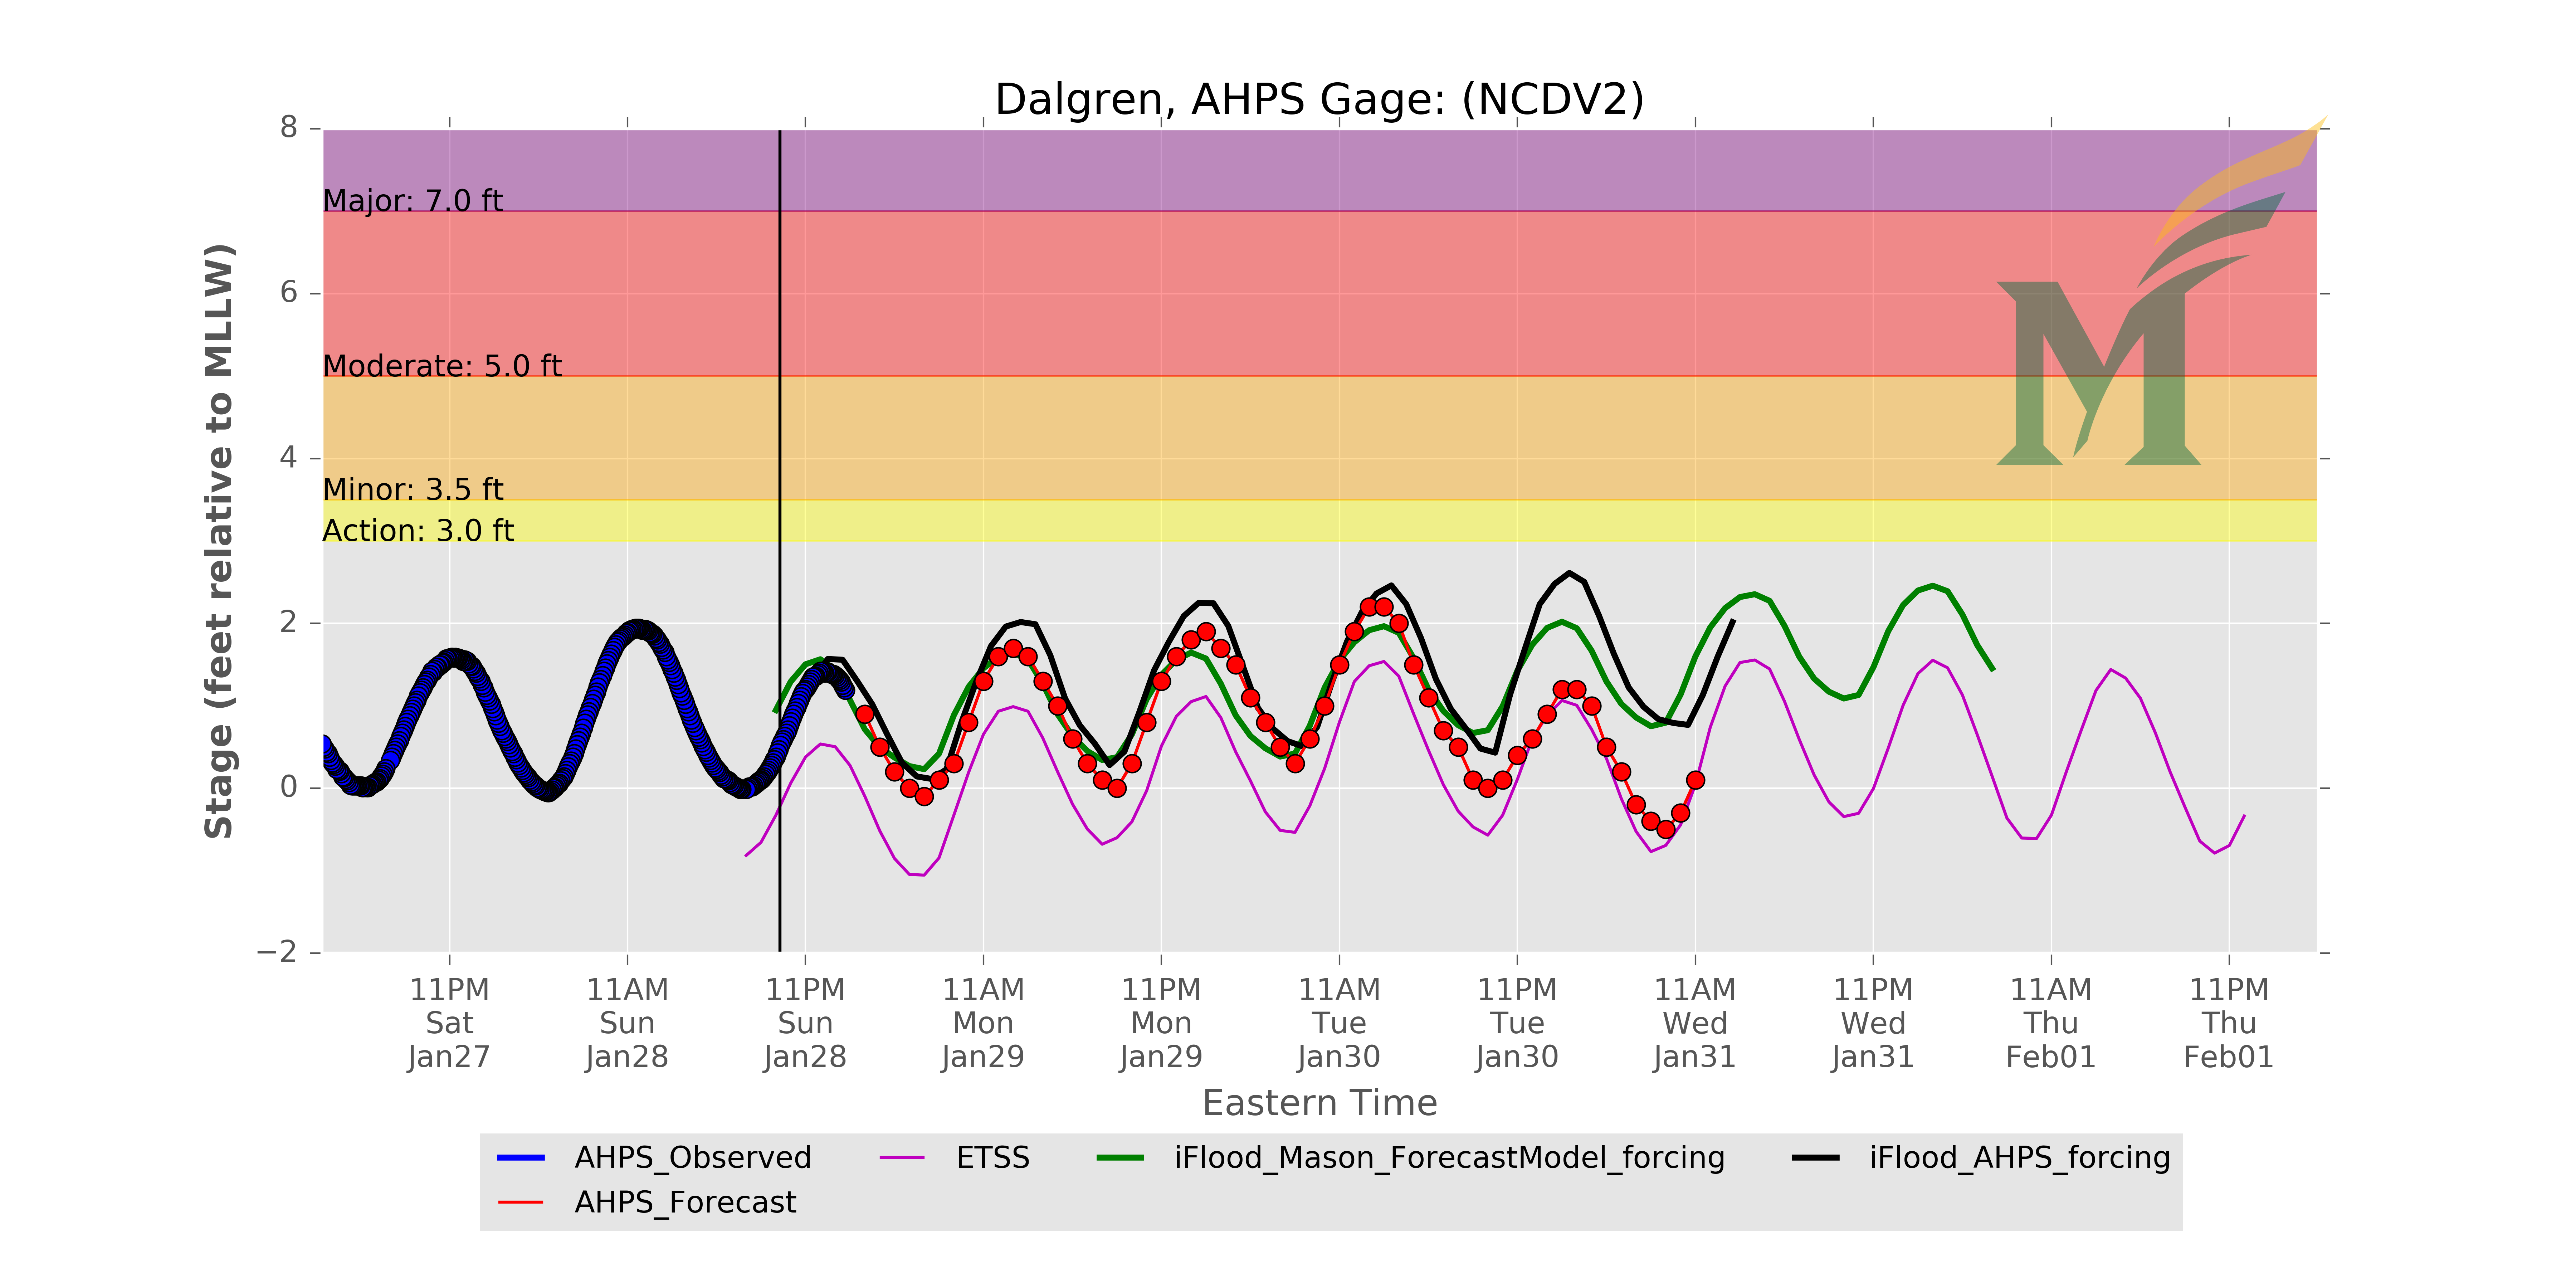 Dalgren, AHPS Gage: (NCDV2)
8
6
4
2
0
−2
Stage (feet relative to MLLW)
Major: 7.0 ft
Moderate: 5.0 ft
Minor: 3.5 ft
Action: 3.0 ft
M
11PM 11AM 11PM 11AM 11PM 11AM 11PM 11AM 11PM 11AM 11PM
Sat Sun Sun Mon Mon Tue Tue Wed Wed Thu Thu
Jan27 Jan28 Jan28 Jan29 Jan29 Jan30 Jan30 Jan31 Jan31 Feb01 Feb01
Eastern Time
AHPS_Observed ETSS iFlood_Mason_ForecastModel_forcing iFlood_AHPS_forcing
AHPS_Forecast